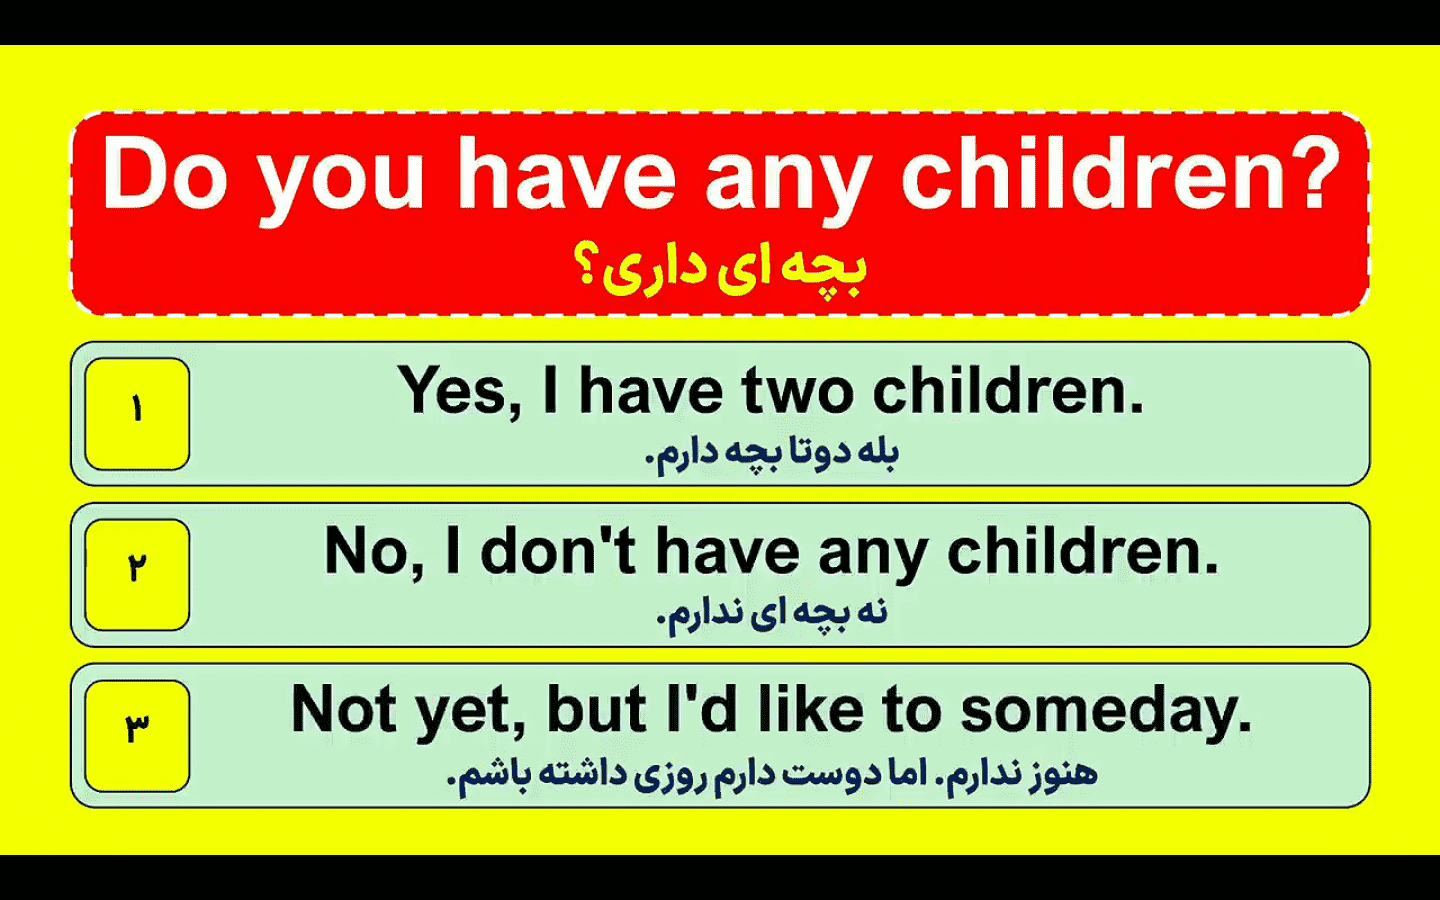 Do you have any children?
بچه ای داری؟
۱
Yes, I have two children.
بله دوتا بچه دارم.
۲
No, I don't have any children.
نه بچه ای ندارم.
۳
Not yet, but I'd like to someday.
هنوز ندارم. اما دوست دارم روزی داشته باشم.